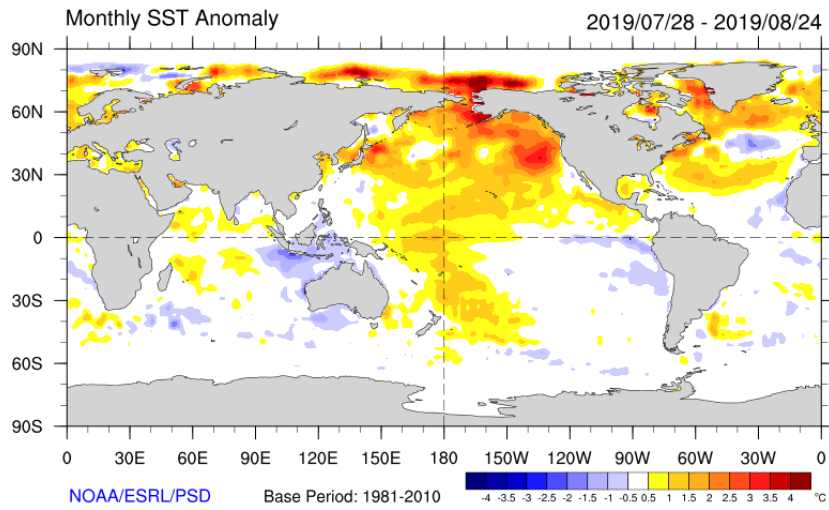 Monthly SST Anomaly 2019/07/28 - 2019/08/24
90N
60N
30N
0
30S
60S
90S
0 30E 60E 90E 120E 150E 180 150W 120W 90W 60W 30W 0
NOAA/ESRL/PSD Base Period: 1981-2010
-4 -3.5 -3 -2.5 -2 -1.5 -1 -0.5 0.5 1 1.5 2 2.5 3 3.5 4 °C